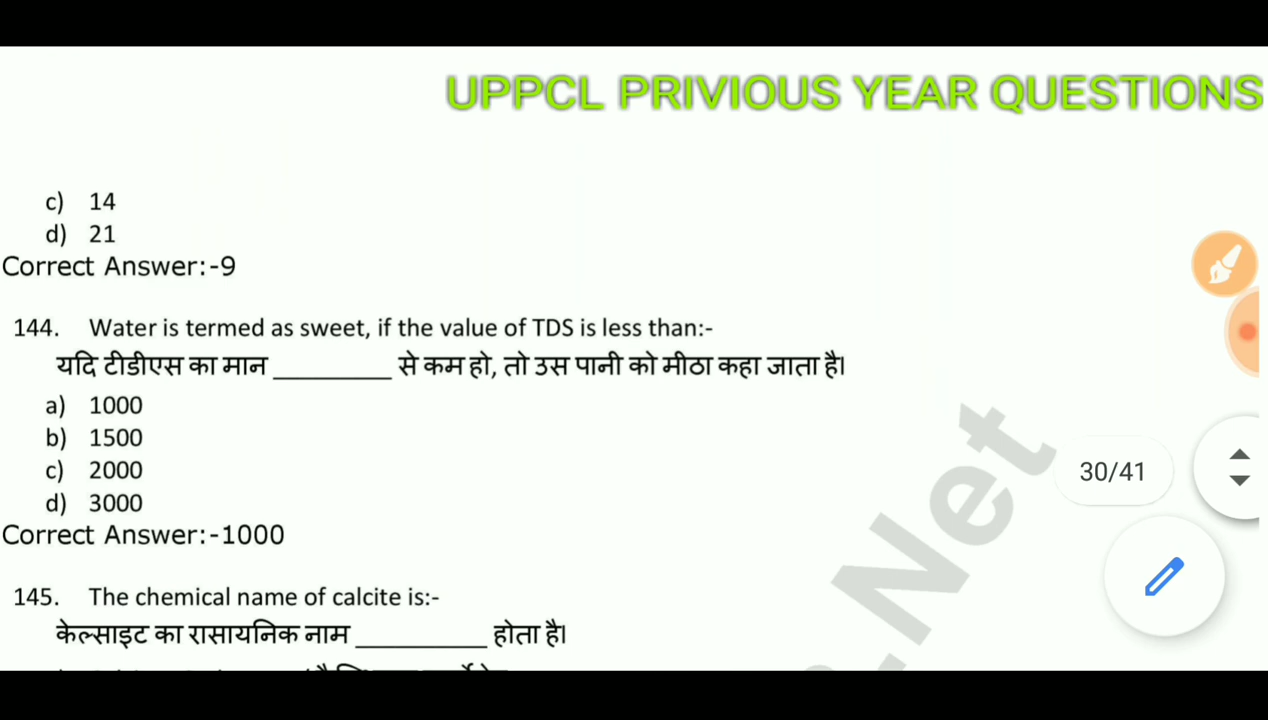 UPPCL PRIVIOUS YEAR QUESTIONS
c) 14
d) 21
Correct Answer:-9
144. Water is termed as sweet, if the value of TDS is less than:-
यदि टीडीएस का मान _________ से कम हो, तो उस पानी को मीठा कहा जाता है।
a) 1000
b) 1500
c) 2000
d) 3000
Correct Answer:-1000
30/41
.Net
145. The chemical name of calcite is:-
केल्साइट का रासायनिक नाम __________ होता है।